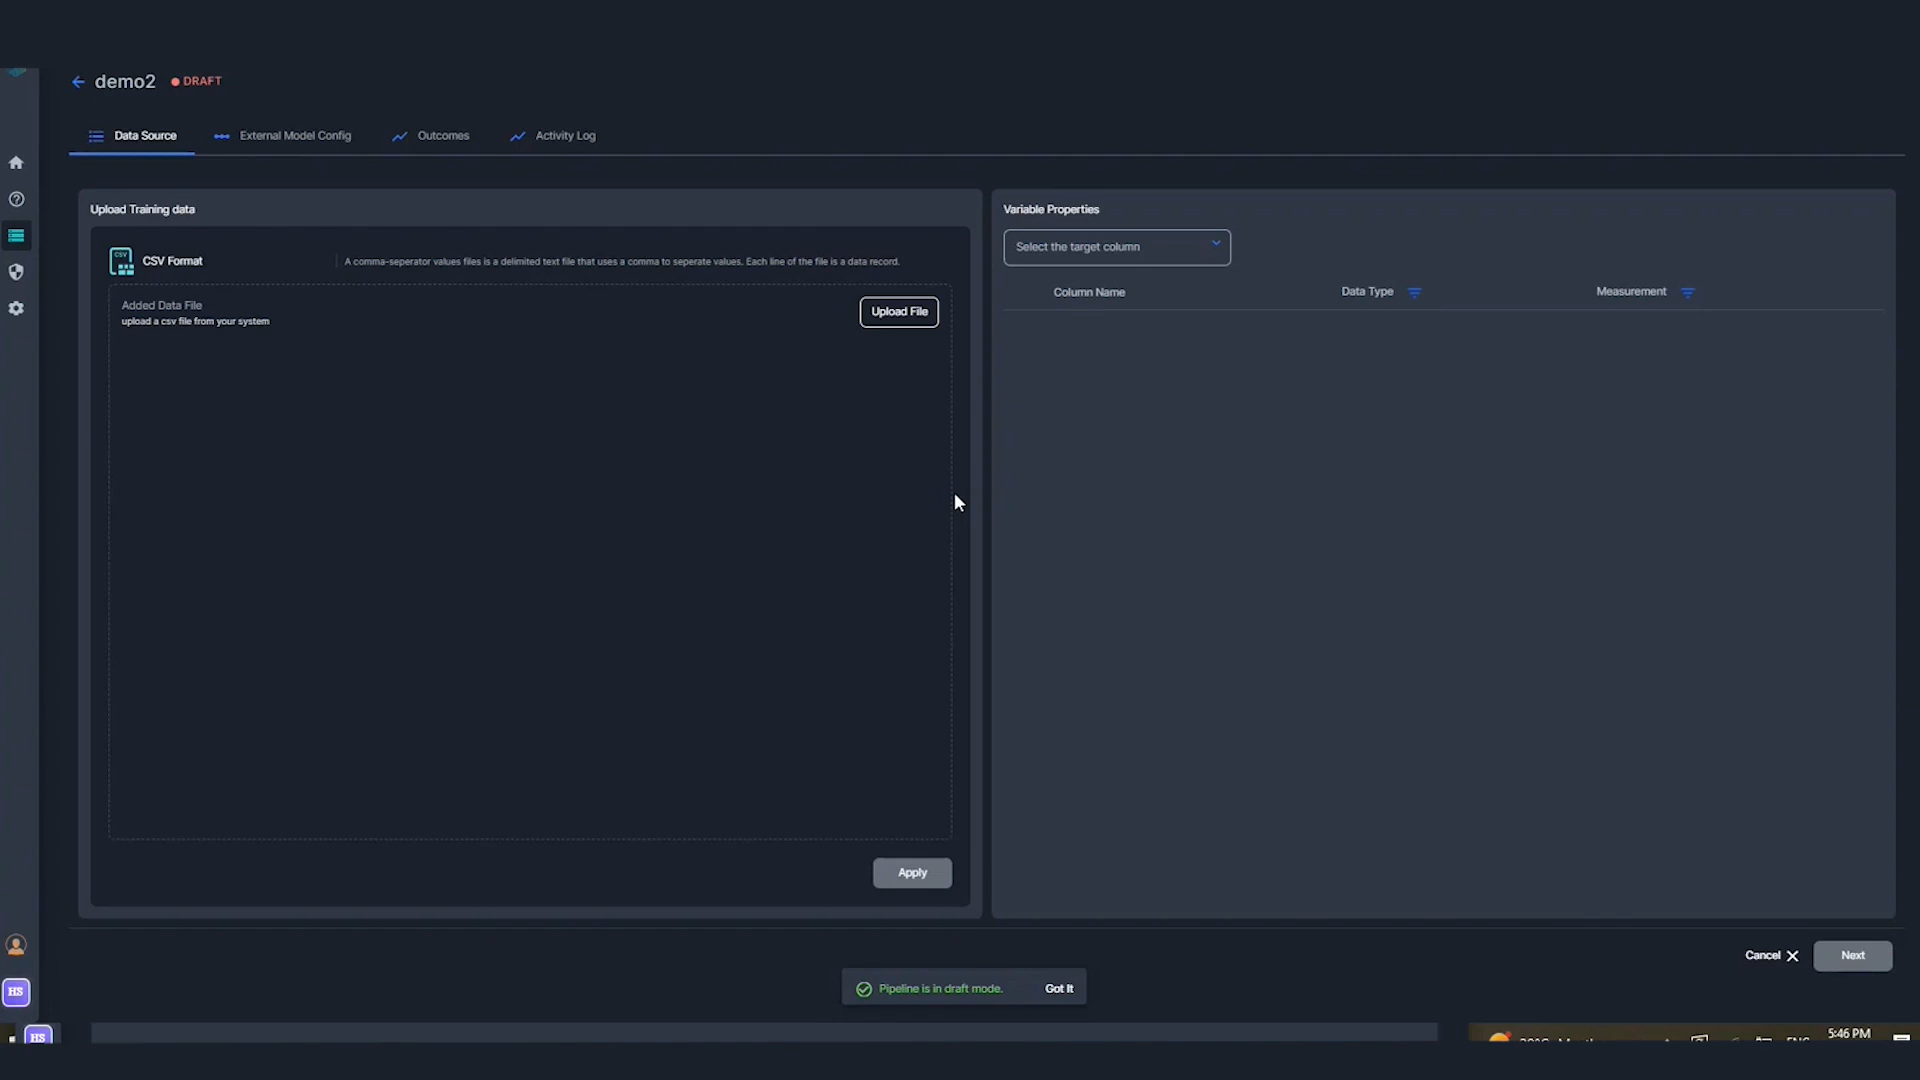 demo2 DRAFT
Data Source External Model Config Outcomes Activity Log
Upload Training data
CSV
CSV Format
A comma-seperator values files is a delimited text file that uses a comma to seperate values. Each line of the file is a data record.
Added Data File
upload a csv file from your system
Upload File
Apply
Variable Properties
Select the target column
Column Name Data Type Measurement
Cancel Next
Pipeline is in draft mode. Got It
HS
HS
5:46 PM